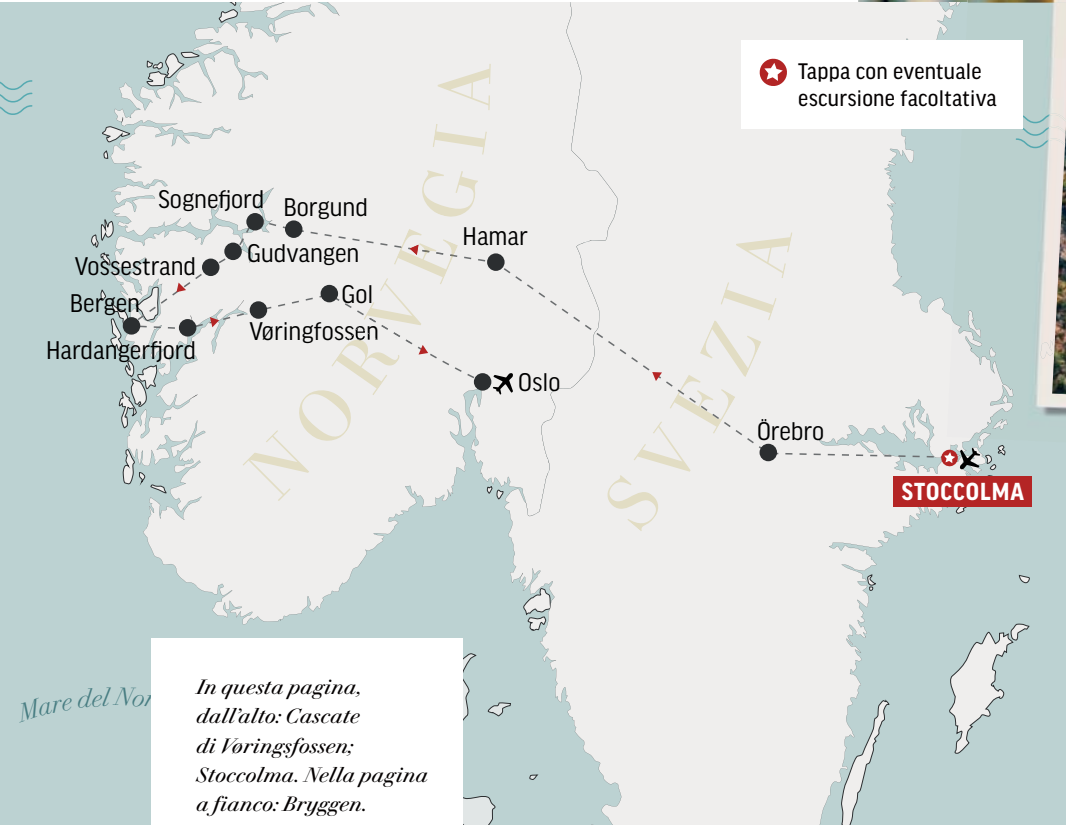 Tappa con eventuale
escursione facoltativa
NORVEGIA
SVEZIA
Sognefjord
Borgund
Hamar
Vossestrand
Gudvangen
Bergen
Gol
Hardangerfjord
Vøringfossen
Oslo
Örebro
STOCCOLMA
Mare del Nor
In questa pagina,
dall'alto: Cascate
di Vøringsfossen;
Stoccolma. Nella pagina
a fianco: Bryggen.